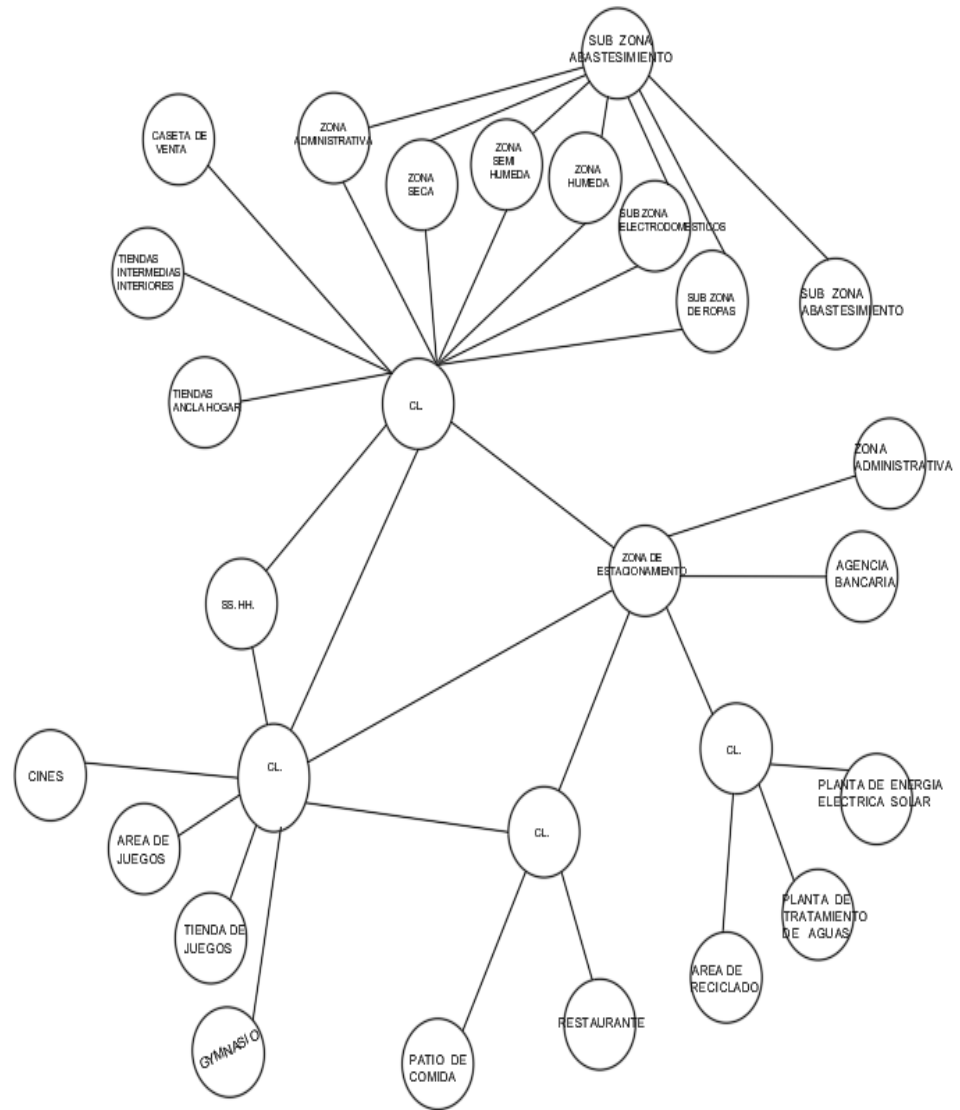 SUB ZONA
ABASTESIMIENTO
ZONA
ADMINISTRATIVA
CASETA DE
VENTA
ZONA
SECA
ZONA
SEMI
HUMEDA
ZONA
HUMEDA
SUB ZONA
ELECTRODOMESTICOS
TIENDAS
INTERMEDIAS
INTERIORES
SUB ZONA
DE ROPAS
SUB ZONA
ABASTESIMIENTO
TIENDAS
ANCLA HOGAR
CL.
ZONA
ADMINISTRATIVA
ZONA DE
ESTACIONAMIENTO
AGENCIA
BANCARIA
SS.HH.
CL.
CL.
CINES
PLANTA DE ENERGIA
ELECTRICA SOLAR
AREA DE
JUEGOS
CL.
TIENDA DE
JUEGOS
PLANTA DE
TRATAMIENTO
DE AGUAS
AREA DE
RECICLADO
GYMNASIO
RESTAURANTE
PATIO DE
COMIDA